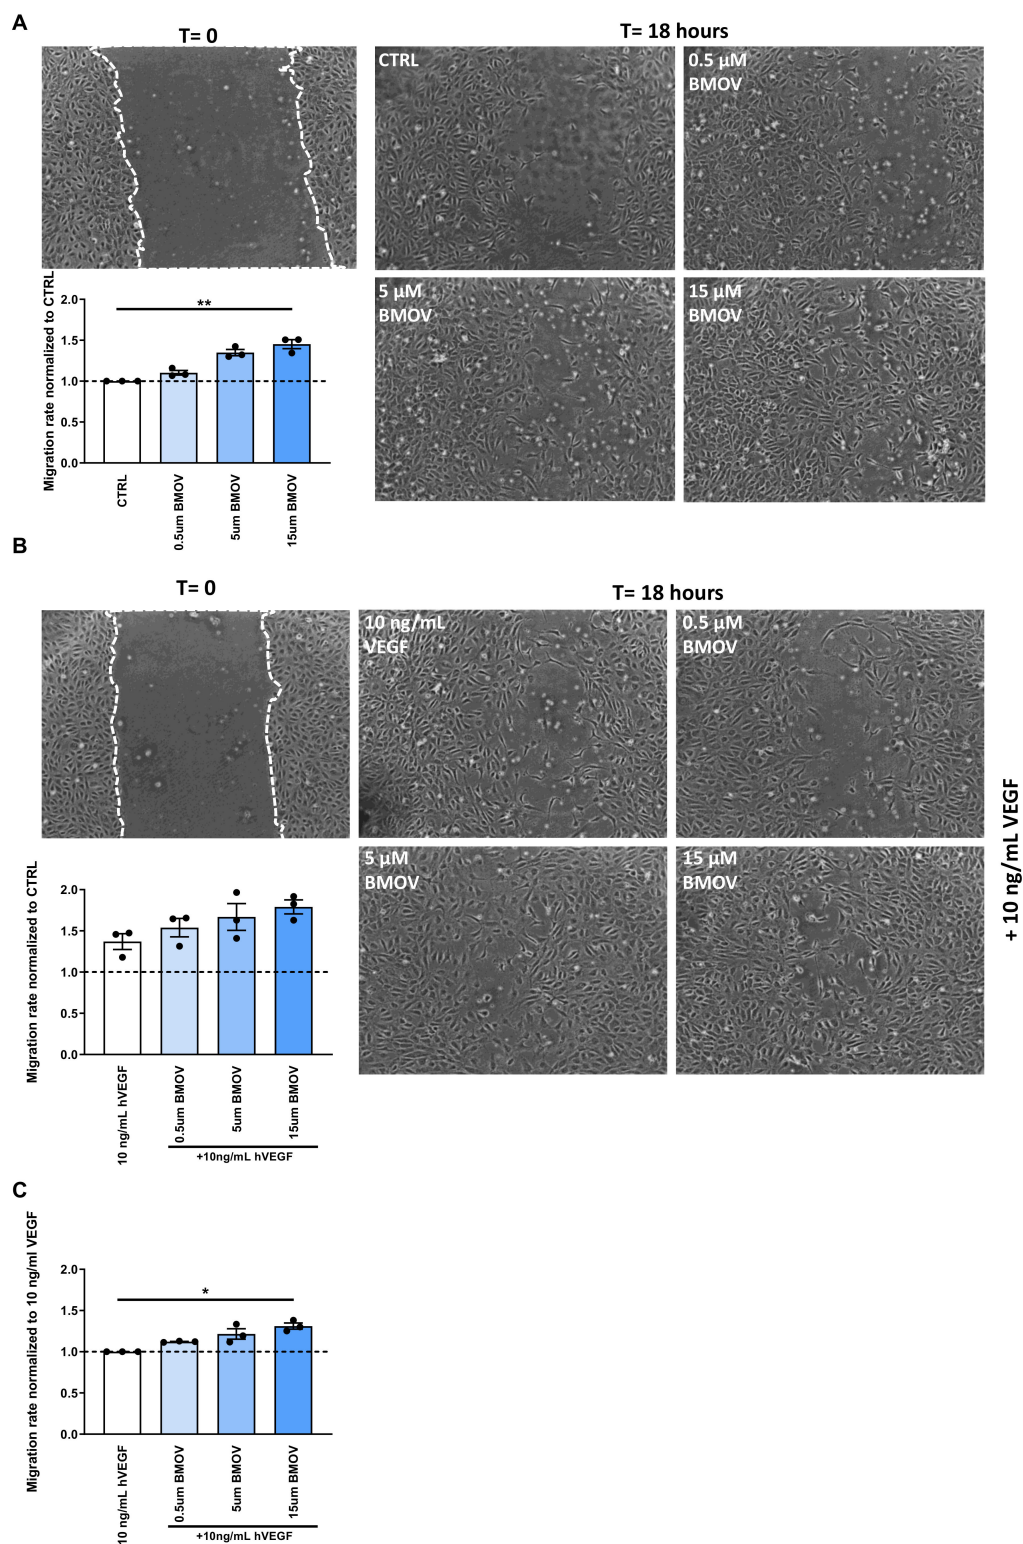 A
T= 0
T= 18 hours
CTRL
0.5 µM
BMOV
5 µM
BMOV
15 µM
BMOV
Migration rate normalized to CTRL
2.0
1.5
1.0
0.5
0.0
**
CTRL
0.5um BMOV
5um BMOV
15um BMOV
B
T= 0
T= 18 hours
10 ng/mL
VEGF
0.5 µM
BMOV
5 µM
BMOV
15 µM
BMOV
+ 10 ng/mL VEGF
Migration rate normalized to CTRL
2.0
1.5
1.0
0.5
0.0
10 ng/mL hVEGF
0.5um BMOV
5um BMOV
15um BMOV
+10ng/mL hVEGF
C
Migration rate normalized to 10 ng/ml VEGF
2.0
1.5
1.0
0.5
0.0
*
10 ng/mL hVEGF
0.5um BMOV
5um BMOV
15um BMOV
+10ng/mL hVEGF